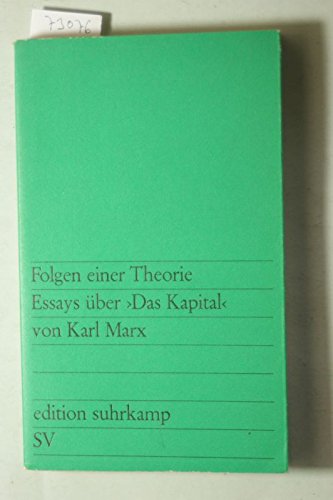 73076
Folgen einer Theorie
Essays über ›Das Kapital‹
von Karl Marx
edition suhrkamp
SV